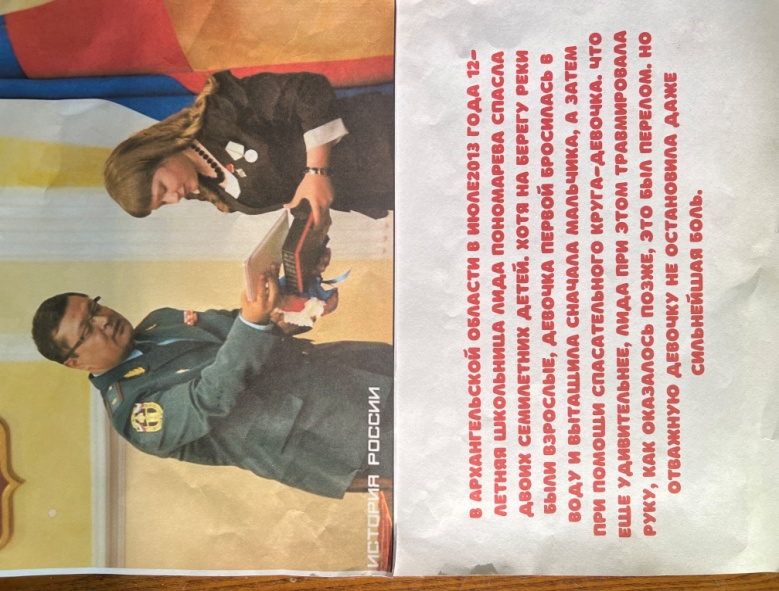 ИСТОРИЯ РОССИИ
В АРХАНГЕЛЬСКОЙ ОБЛАСТИ В ИЮЛЕ2013 ГОДА 12-
ЛЕТНЯЯ ШКОЛЬНИЦА ЛИДА ПОНОМАРЕВА СПАСЛА
ДВОИХ СЕМИЛЕТНИХ ДЕТЕЙ. ХОТЯ НА БЕРЕГУ РЕКИ
БЫЛИ ВЗРОСЛЫЕ, ДЕВОЧКА ПЕРВОЙ БРОСИЛАСЬ В
ВОДУ И ВЫТАЩИЛА СНАЧАЛА МАЛЬЧИКА, А ЗАТЕМ
ПРИ ПОМОЩИ СПАСАТЕЛЬНОГО КРУГА-ДЕВОЧКА. ЧТО
ЕЩЕ УДИВИТЕЛЬНЕЕ, ЛИДА ПРИ ЭТОМ ТРАВМИРОВАЛА
РУКУ, КАК ОКАЗАЛОСЬ ПОЗЖЕ, ЭТО БЫЛ ПЕРЕЛОМ. НО
ОТВАЖНУЮ ДЕВОЧКУ НЕ ОСТАНОВИЛА ДАЖЕ
СИЛЬНЕЙШАЯ БОЛЬ.